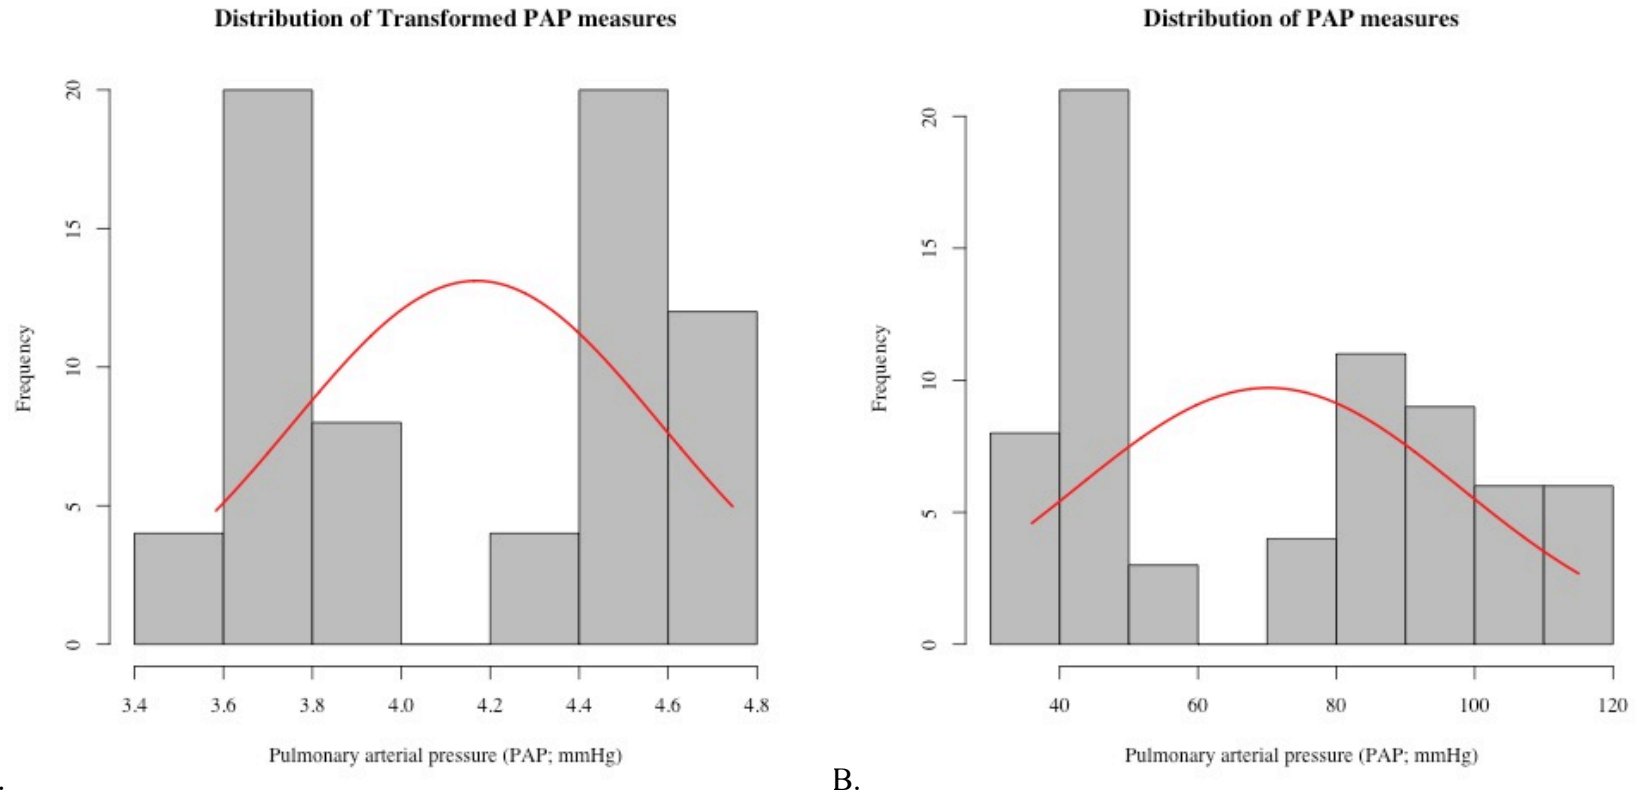 Distribution of Transformed PAP measures
Frequency
20
15
10
5
0
3.4 3.6 3.8 4.0 4.2 4.4 4.6 4.8
Pulmonary arterial pressure (PAP; mmHg)
.
Distribution of PAP measures
Frequency
20
15
10
5
0
40 60 80 100 120
Pulmonary arterial pressure (PAP; mmHg)
B.